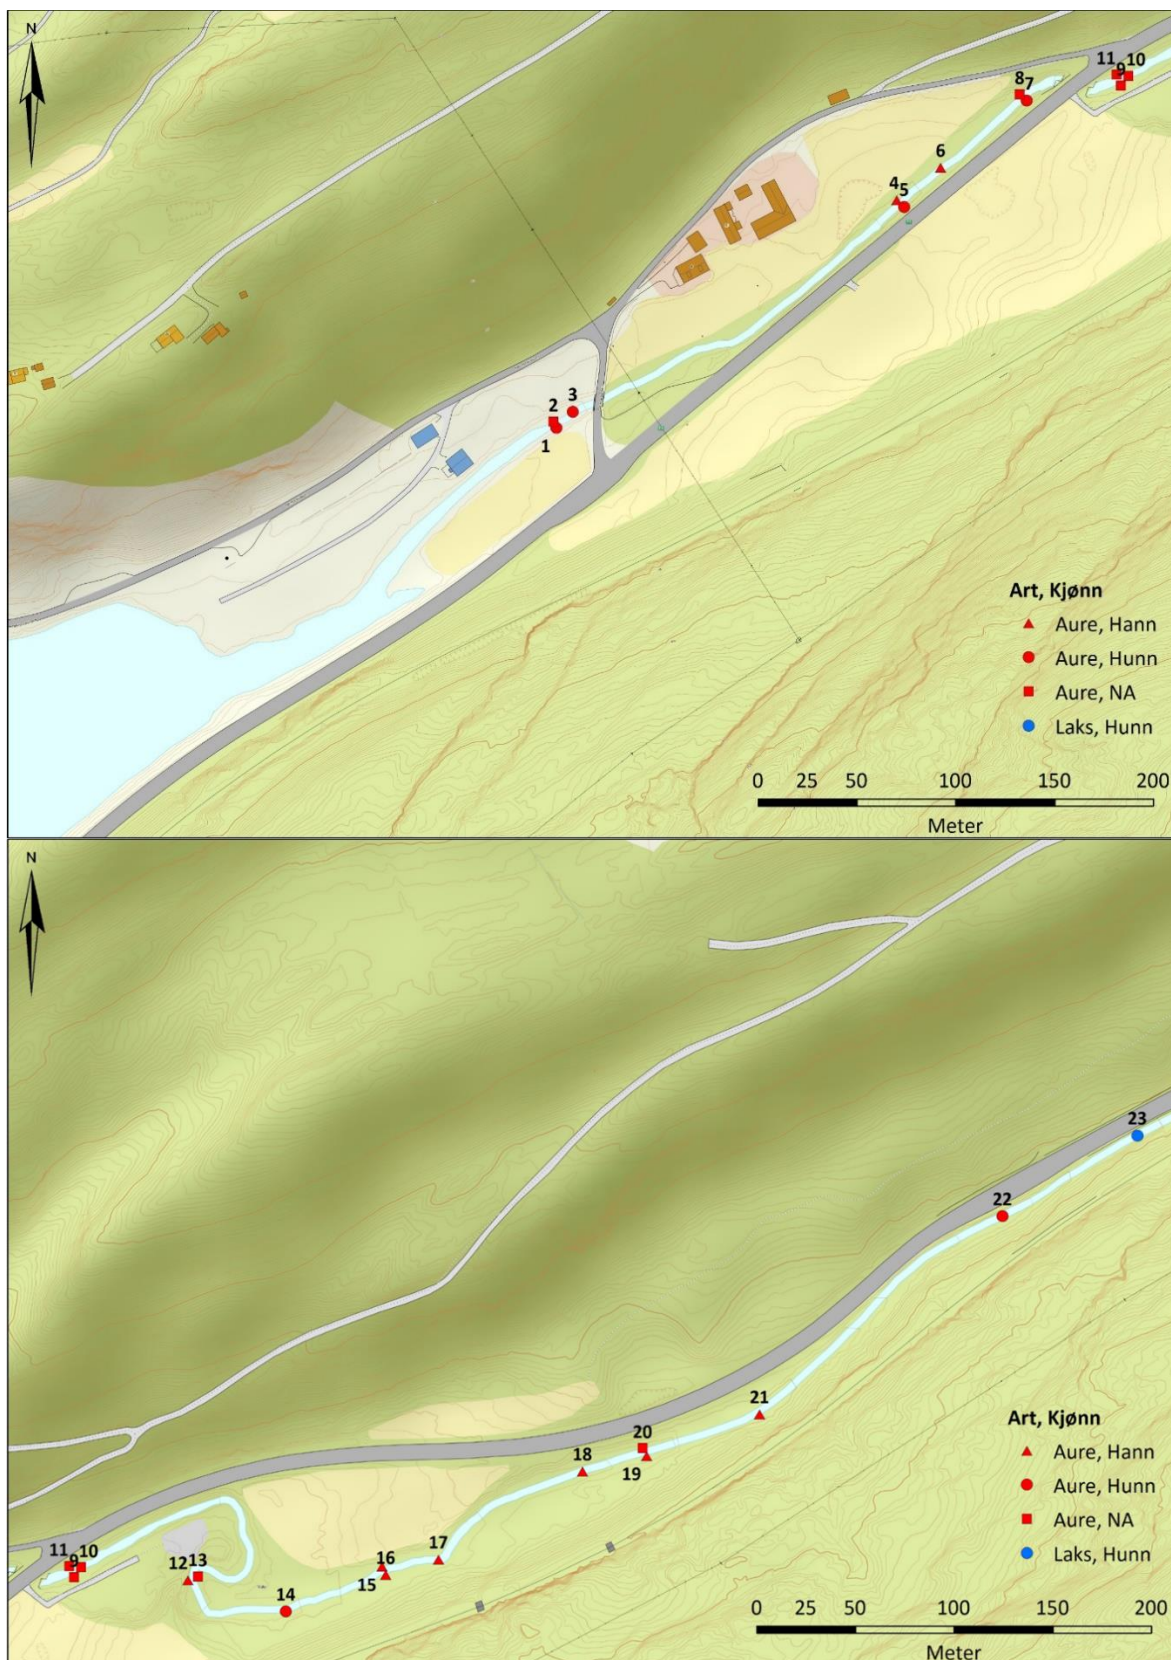 N
11
9
10
8
7
6
4
5
3
2
1
Art, Kjønn
Aure, Hann
Aure, Hunn
Aure, NA
Laks, Hunn
0 25 50 100 150 200
Meter
N
23
22
21
20
19
18
17
16
15
14
13
12
11
9
10
Art, Kjønn
Aure, Hann
Aure, Hunn
Aure, NA
Laks, Hunn
0 25 50 100 150 200
Meter